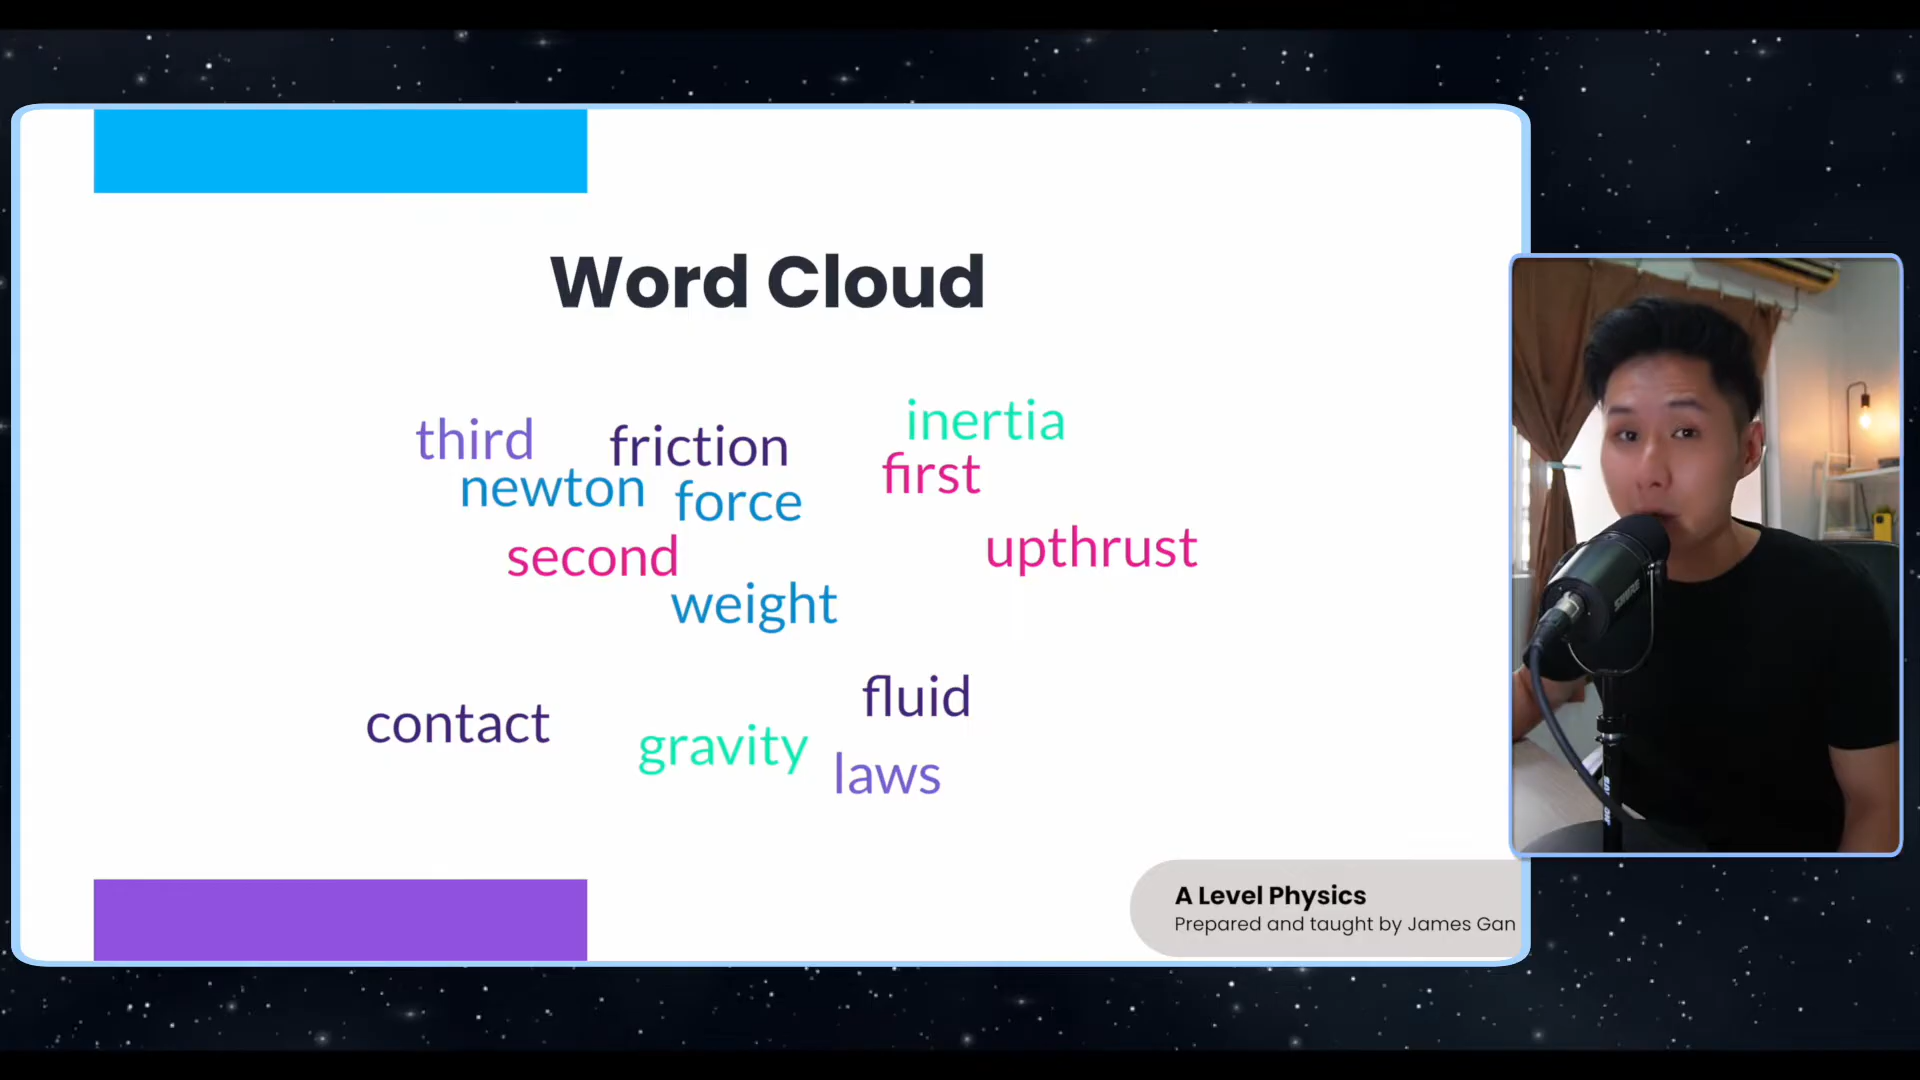 Word Cloud
third
friction
inertia
first
newton
force
second
upthrust
weight
fluid
contact
gravity
laws
A Level Physics
Prepared and taught by James Gan
SHURE